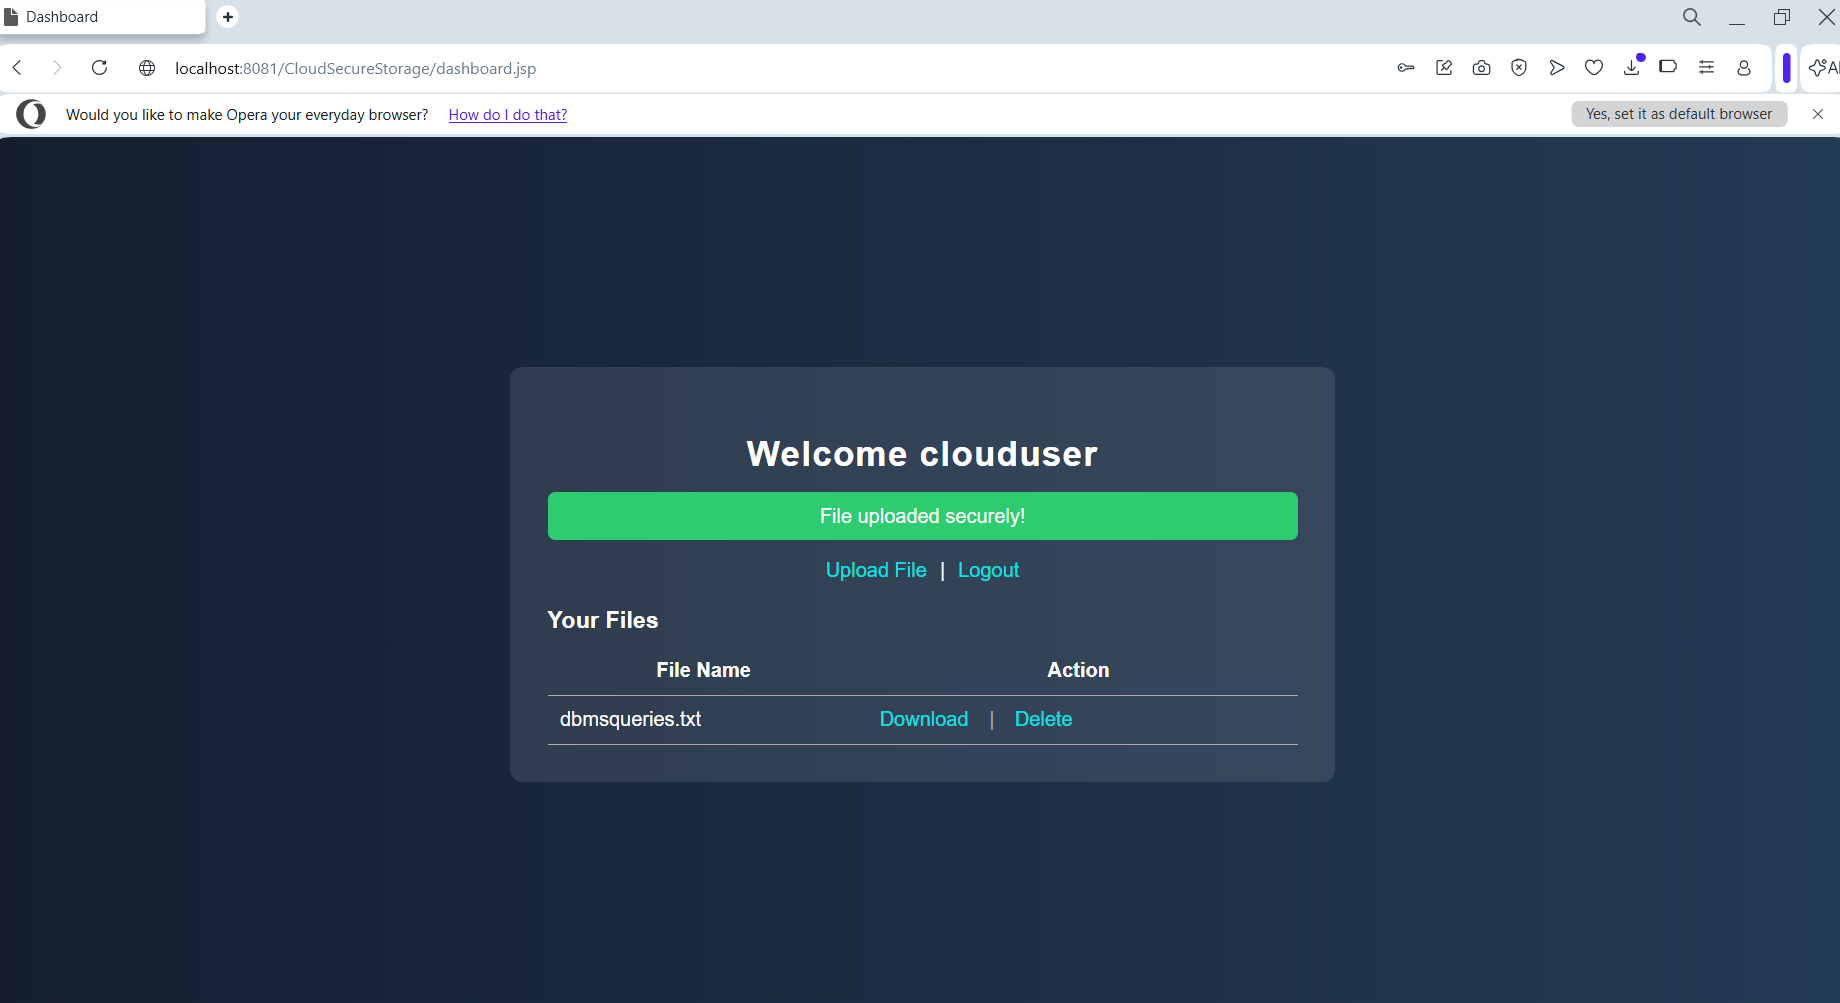 Dashboard
localhost:8081/CloudSecureStorage/dashboard.jsp
AI
Would you like to make Opera your everyday browser? How do I do that? Yes, set it as default browser
Welcome clouduser
File uploaded securely!
Upload File | Logout
Your Files
File Name Action
dbmsqueries.txt Download | Delete